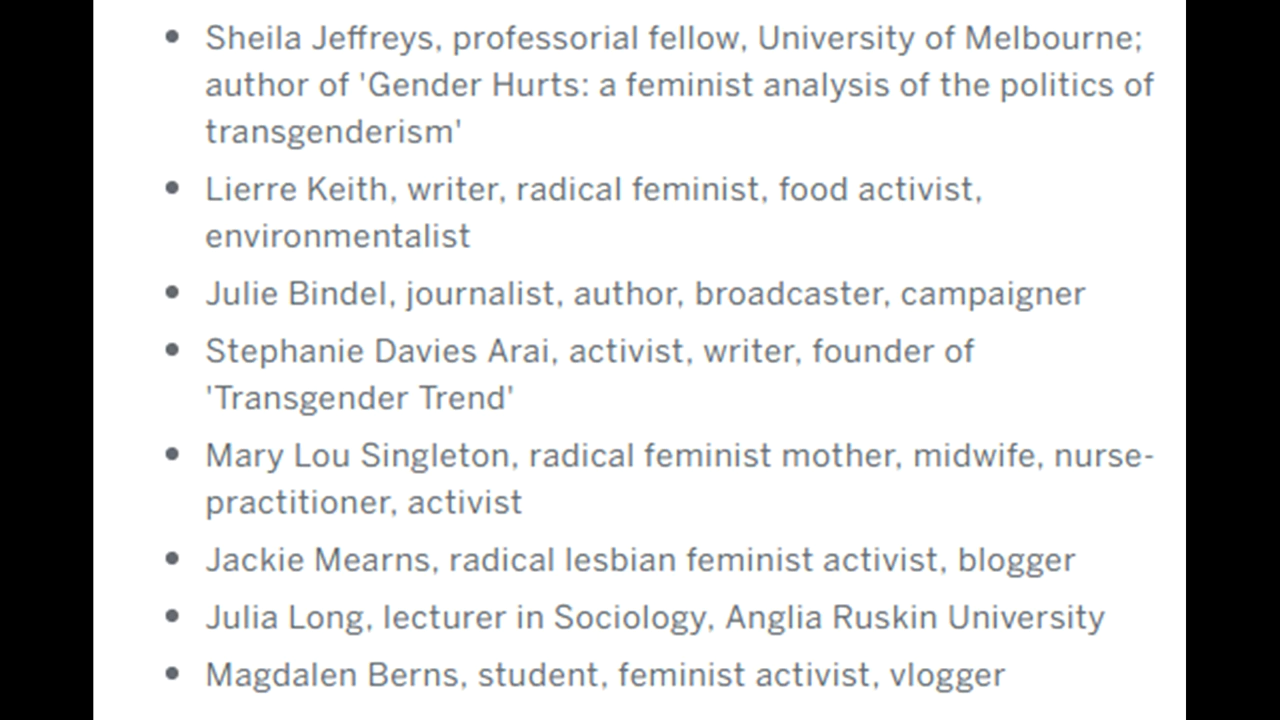 • Sheila Jeffreys, professorial fellow, University of Melbourne;
author of 'Gender Hurts: a feminist analysis of the politics of
transgenderism'
• Lierre Keith, writer, radical feminist, food activist,
environmentalist
• Julie Bindel, journalist, author, broadcaster, campaigner
• Stephanie Davies Arai, activist, writer, founder of
'Transgender Trend'
• Mary Lou Singleton, radical feminist mother, midwife, nurse-
practitioner, activist
• Jackie Mearns, radical lesbian feminist activist, blogger
• Julia Long, lecturer in Sociology, Anglia Ruskin University
• Magdalen Berns, student, feminist activist, vlogger